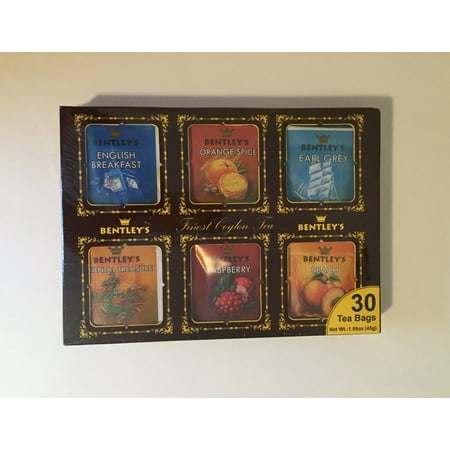 BENTLEY'S
ENGLISH
BREAKFAST
BENTLEY'S
ORANGE SPICE
BENTLEY'S
EARL GREY
BENTLEY'S
Finest Ceylon Tea
BENTLEY'S
BENTLEY'S
BENTLEY'S
BENTLEY'S
PEACH
30
Tea Bags
Net Wt.:1.58oz (45g)